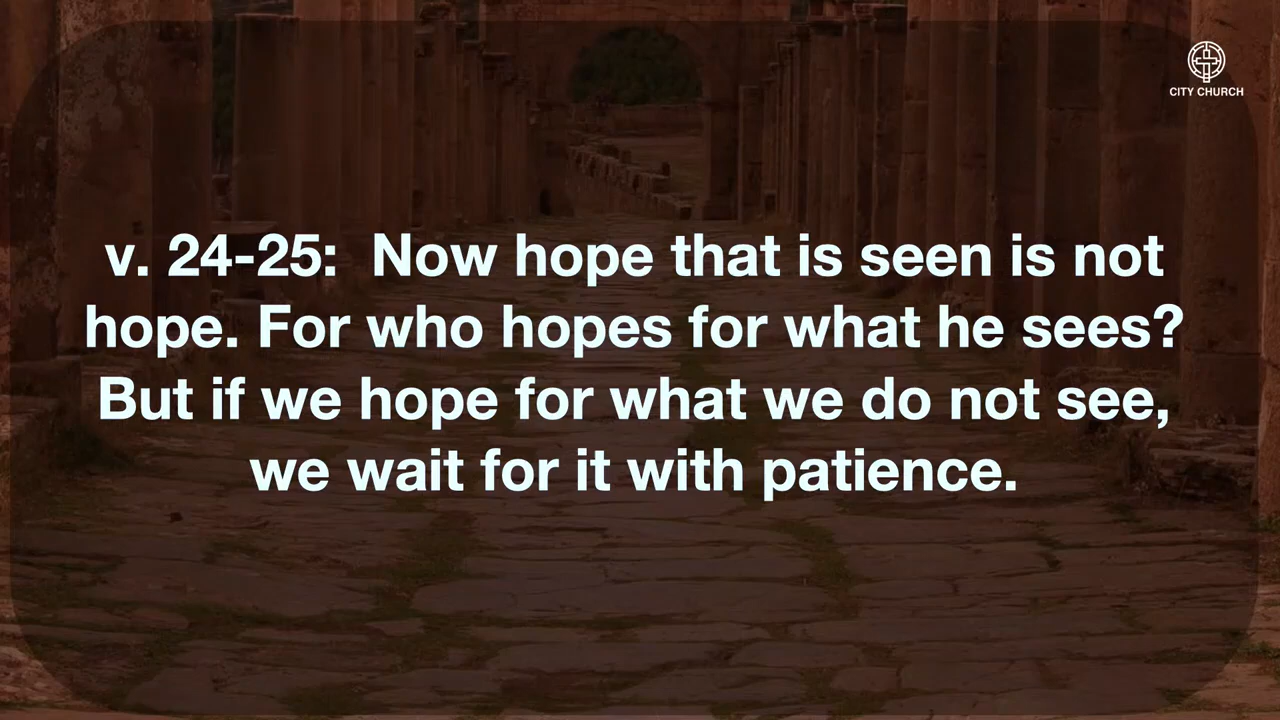 CITY CHURCH
v. 24-25:  Now hope that is seen is not
hope. For who hopes for what he sees?
But if we hope for what we do not see,
we wait for it with patience.